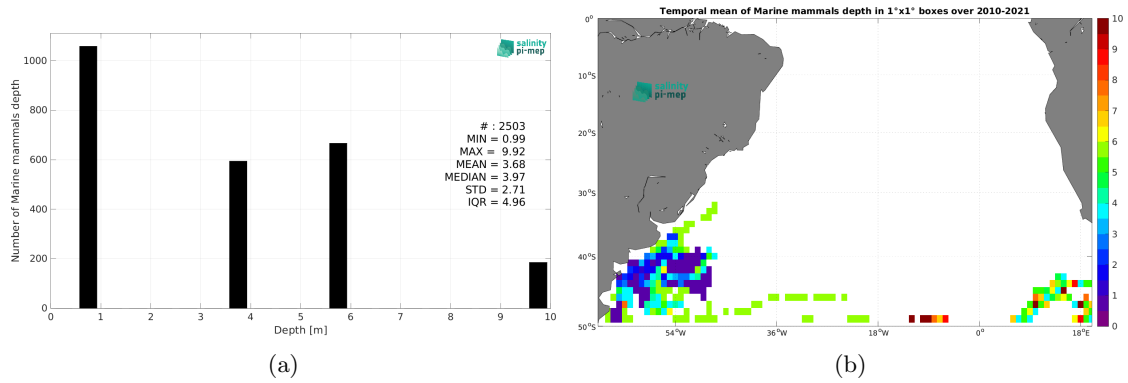 salinity
pi-mep
Number of Marine mammals depth
1000
800
600
400
200
0
# : 2503
MIN = 0.99
MAX = 9.92
MEAN = 3.68
MEDIAN = 3.97
STD = 2.71
IQR = 4.96
0 1 2 3 4 5 6 7 8 9 10
Depth [m]
(a)
Temporal mean of Marine mammals depth in 1°x1° boxes over 2010-2021
0°
10°S
20°S
30°S
40°S
50°S
salinity
pi-mep
54°W 36°W 18°W 0° 18°E
10
9
8
7
6
5
4
3
2
1
0
(b)